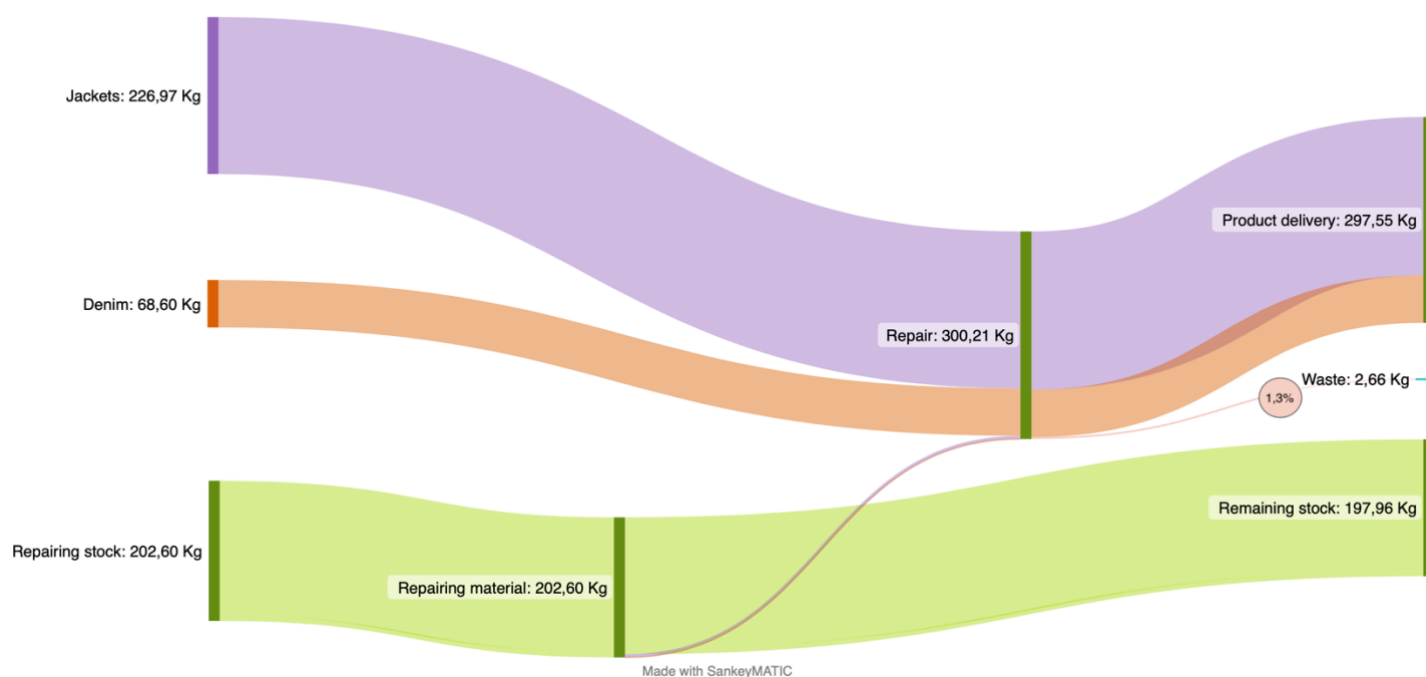 Jackets: 226,97 Kg
Product delivery: 297,55 Kg
Denim: 68,60 Kg
Repair: 300,21 Kg
Waste: 2,66 Kg
1,3%
Remaining stock: 197,96 Kg
Repairing stock: 202,60 Kg
Repairing material: 202,60 Kg
Made with SankeyMATIC